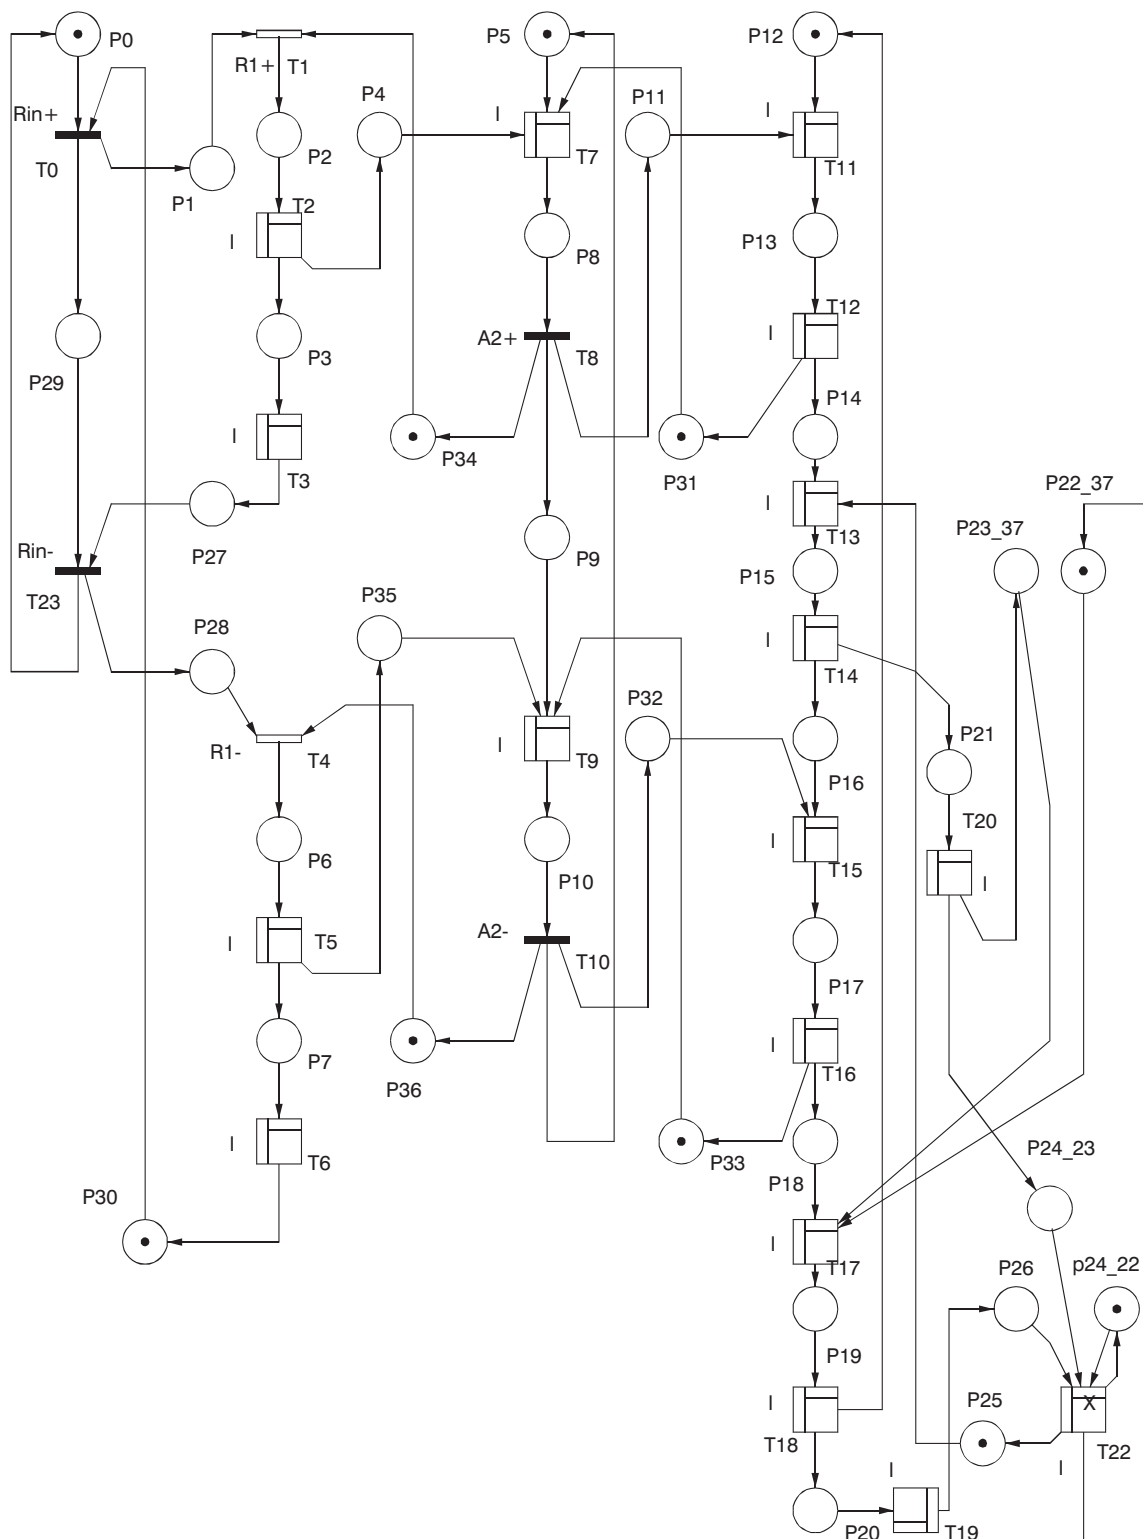 P0
P5
P12
R1+ T1
P4
P11
Rin+
I
I
T0
P2
T7
T11
P1
T2
I
P8
P13
T12
A2+
T8
I
P29
P3
P14
I
P34
P31
P22_37
T3
I
T13
P23_37
Rin-
P27
P9
P15
T23
P35
P28
I
T14
P32
P21
R1-
T4
I
T9
P16
T20
I
T15
P6
I
P10
A2-
I
T5
T10
P17
P7
I
T16
P36
I
T6
P33
P24_23
P30
P18
I
T17
P26
p24_22
P19
I
P25
X
T18
T22
I
I
P20
T19